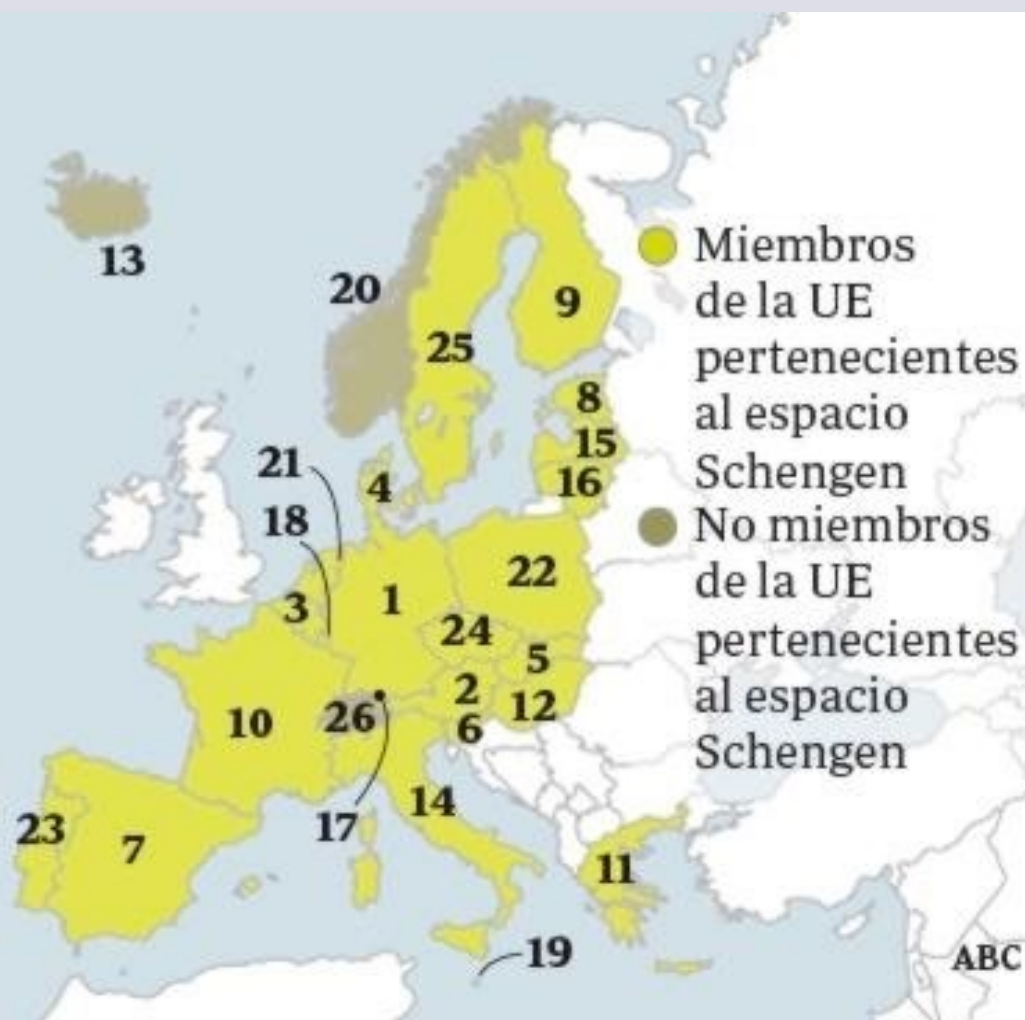 13
20
9
25
8
15
16
21
18
4
3
1
22
24
5
2
12
6
10
26
17
14
23
7
11
19
Miembros
de la UE
pertenecientes
al espacio
Schengen
No miembros
de la UE
pertenecientes
al espacio
Schengen
ABC